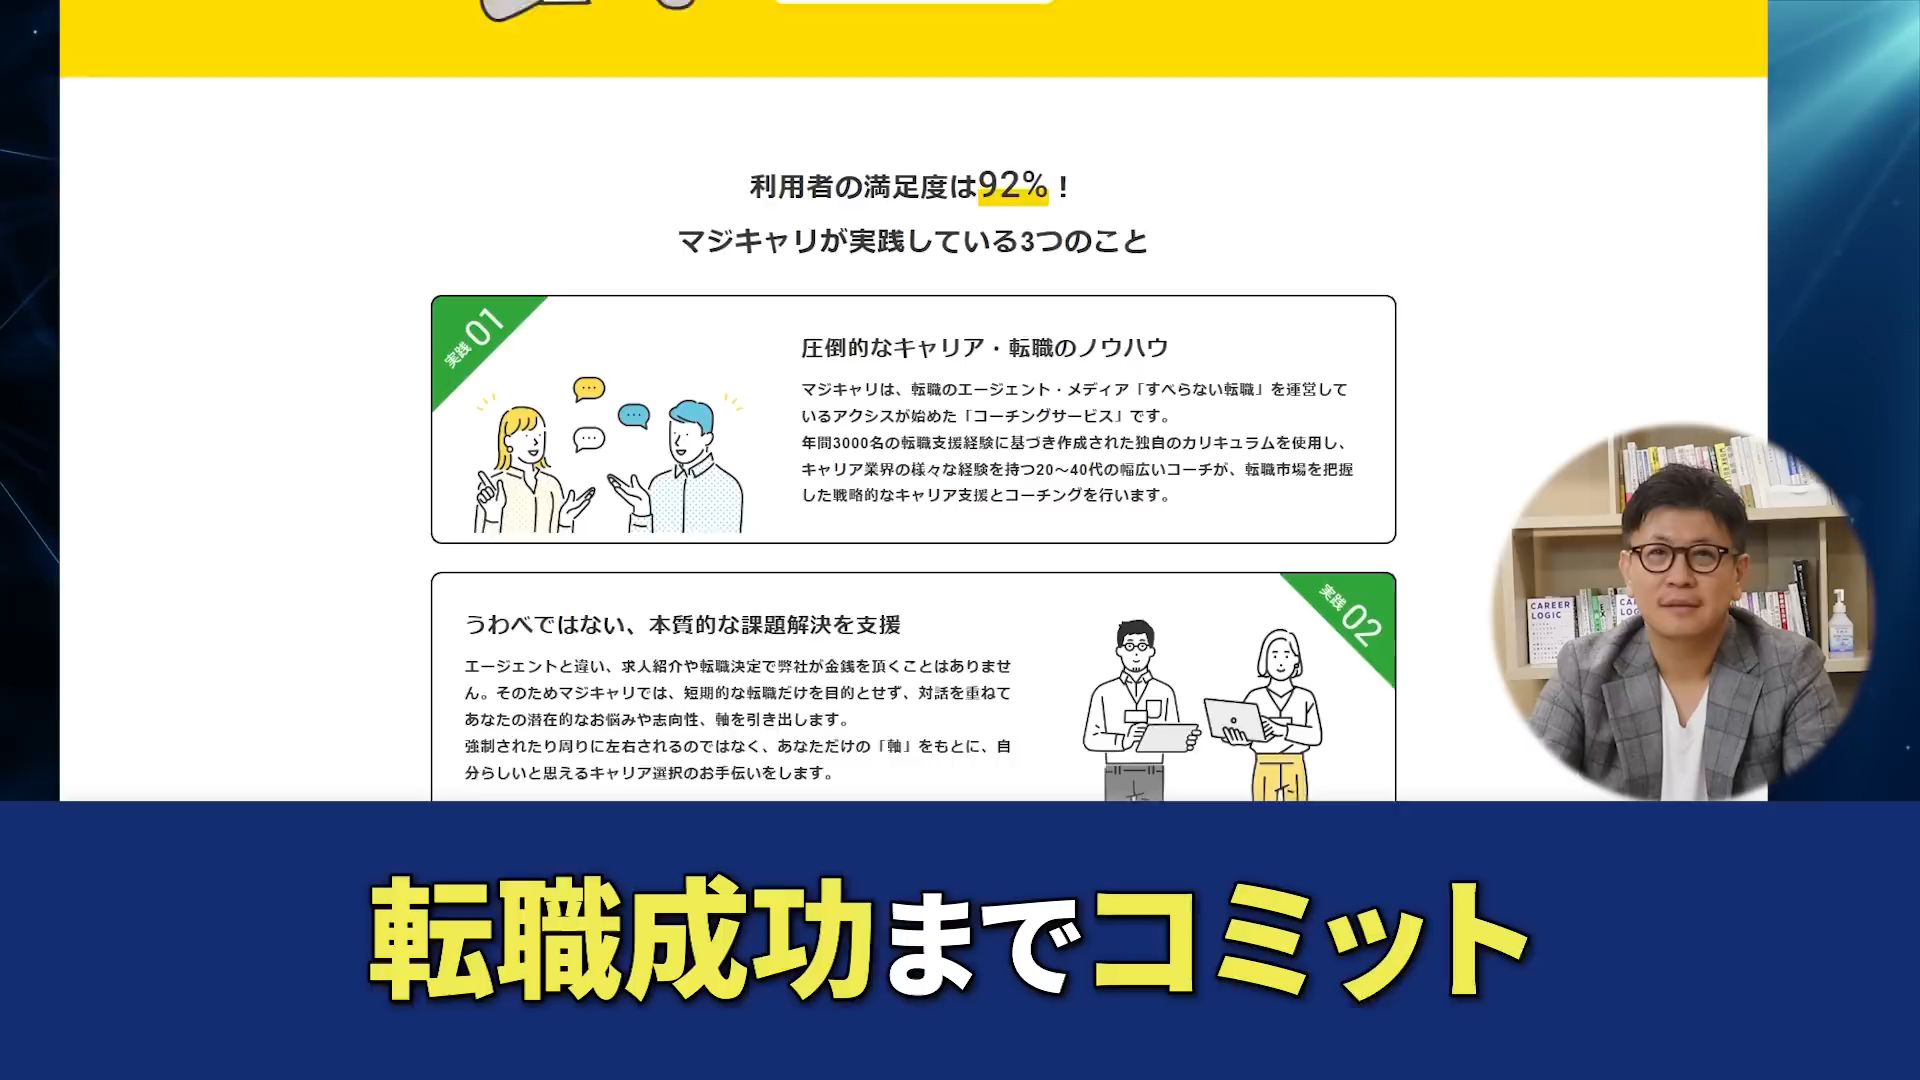 利用者の満足度は92%！
マジキャリが実践している3つのこと
実践01
圧倒的なキャリア・転職のノウハウ
マジキャリは、転職のエージェント・メディア「すべらない転職」を運営して
いるアクシスが始めた「コーチングサービス」です。
年間3000名の転職支援経験に基づき作成された独自のカリキュラムを使用し、
キャリア業界の様々な経験を持つ20〜40代の幅広いコーチが、転職市場を把握
した戦略的なキャリア支援とコーチングを行います。
実践02
うわべではない、本質的な課題解決を支援
エージェントと違い、求人紹介や転職決定で弊社が金銭を頂くことはありませ
ん。そのためマジキャリでは、短期的な転職だけを目的とせず、対話を重ねて
あなたの潜在的なお悩みや志向性、軸を引き出します。
強制されたり周りに左右されるのではなく、あなただけの「軸」をもとに、自
分らしいと思えるキャリア選択のお手伝いをします。
CAREER
LOGIC
転職成功までコミット